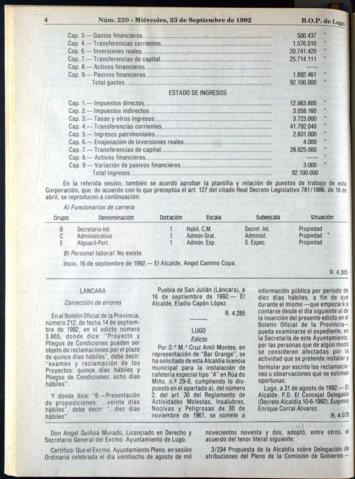 4 Núm. 220 - Miércoles, 23 de Septiembre de 1992 B.O.P. de Lugo
Cap. 3.— Gastos financieros 500.437 "
Cap. 4.— Transferencias corrientes 1.576.010 "
Cap. 6.— Inversiones reales 20.741.420 "
Cap. 7.— Transferencias de capital 25.714.111 "
Cap. 8.— Activos financieros —
Cap. 9.— Pasivos financieros 1.892.461 "
Total gastos 92.100.000 "
ESTADO DE INGRESOS
Cap. 1.— Impuestos directos 12.063.800 "
Cap. 2.— Impuestos indirectos 3.058.160 "
Cap. 3.— Tasas y otros ingresos 3.723.000 "
Cap. 4.— Transferencias corrientes 41.792.040 "
Cap. 5.— Ingresos patrimoniales 2.831.000 "
Cap. 6.— Enajenación de inversiones reales 4.000 "
Cap. 7.— Transferencias de capital 28.625.000 "
Cap. 8.— Activos financieros —
Cap. 9.— Variación de pasivos financieros 3.000 "
Total ingresos 92.100.000 "
En la referida sesión, también se acordó aprobar la plantilla y relación de puestos de trabajo de esta
Corporación, que, de acuerdo con lo que preceptúa el art. 127 del citado Real Decreto Legislativo 781/1986, de 18 de
abril, se reproducen a continuación:
A) Funcionarios de carrera:
Grupo Denominación Dotación Escala Subescala Situación
B Secretario-Int. 1 Habil. C.M. Secret. Int. Propiedad
C Administrativo 1 Admón Gral. Administ. Propiedad "
E Alguacil-Port. 1 Admón. Esp. S. Espec. Propiedad
B) Personal laboral: No existe.
Incio, 16 de septiembre de 1992.— El Alcalde, Angel Camino Copa.
R. 4.305
LANCARA
Corrección de errores
En el Boletín Oficial de la Provincia,
número 212, de fecha 14 de septiem-
bre de 1992, en el edicto número
3.865, donde dice: "Proyecto y
Pliegos de Condiciones pueden ser
objeto de reclamaciones por el plazo
de quince días hábiles", debe decir:
"examen y reclamación de los
Proyectos: quince días hábiles y
Pliegos de Condiciones: ocho días
hábiles".
Y donde dice: "6.—Presentación
de proposiciones: ...veinte días
hábiles", debe decir: "...diez días
hábiles"
Puebla de San Julián (Láncara), a
16 de septiembre de 1992.— El
Alcalde, Eladio Capón López.
R. 4.285
LUGO
Edicto
Por D.ª M.ª Cruz Amil Montes, en
representación de "Bar Orange", se
ha solicitado de esta Alcaldía licencia
municipal para la instalación de
cafetería especial tipo "A" en Rúa do
Miño, n.º 29-8, cumpliendo lo dis-
puesto en el apartado a), del número
2, del art. 30 del Reglamento de
Actividades Molestas, Insalubres,
Nocivas y Peligrosas de 30 de
noviembre de 1961, se somete a
información pública por período de
diez días hábiles, a fin de que
durante el mismo —que empezará a
contarse desde el día siguiente al de
la inserción del presente edicto en el
Boletín Oficial de la Provincia—
pueda examinarse el expediente, en
la Secretaría de este Ayuntamiento,
por las personas que de algún modo
se consideren afectadas por la
actividad que se pretende instalar y
formular por escrito las reclamacio-
nes u observaciones que se estiman
oportunas.
Lugo, a 31 de agosto de 1992.— El
Alcalde. P.D. El Concejal Delegado
(Decreto Alcaldía 10-6-1992), Eugenio
Enrique Corral Alvarez.
R. 4.078
Don Angel Quiñoá Murado, Licenciado en Derecho y
Secretario General del Excmo. Ayuntamiento de Lugo.
Certifico: Que el Excmo. Ayuntamiento Pleno, en sesión
Ordinaria celebrada el día veintiocho de agosto de mil
novecientos noventa y dos, adoptó, entre otros, el
acuerdo del tenor literal siguiente:
3/234 Propuesta de la Alcaldía sobre Delegación de
atribuciones del Pleno de la Comisión de Gobierno.—